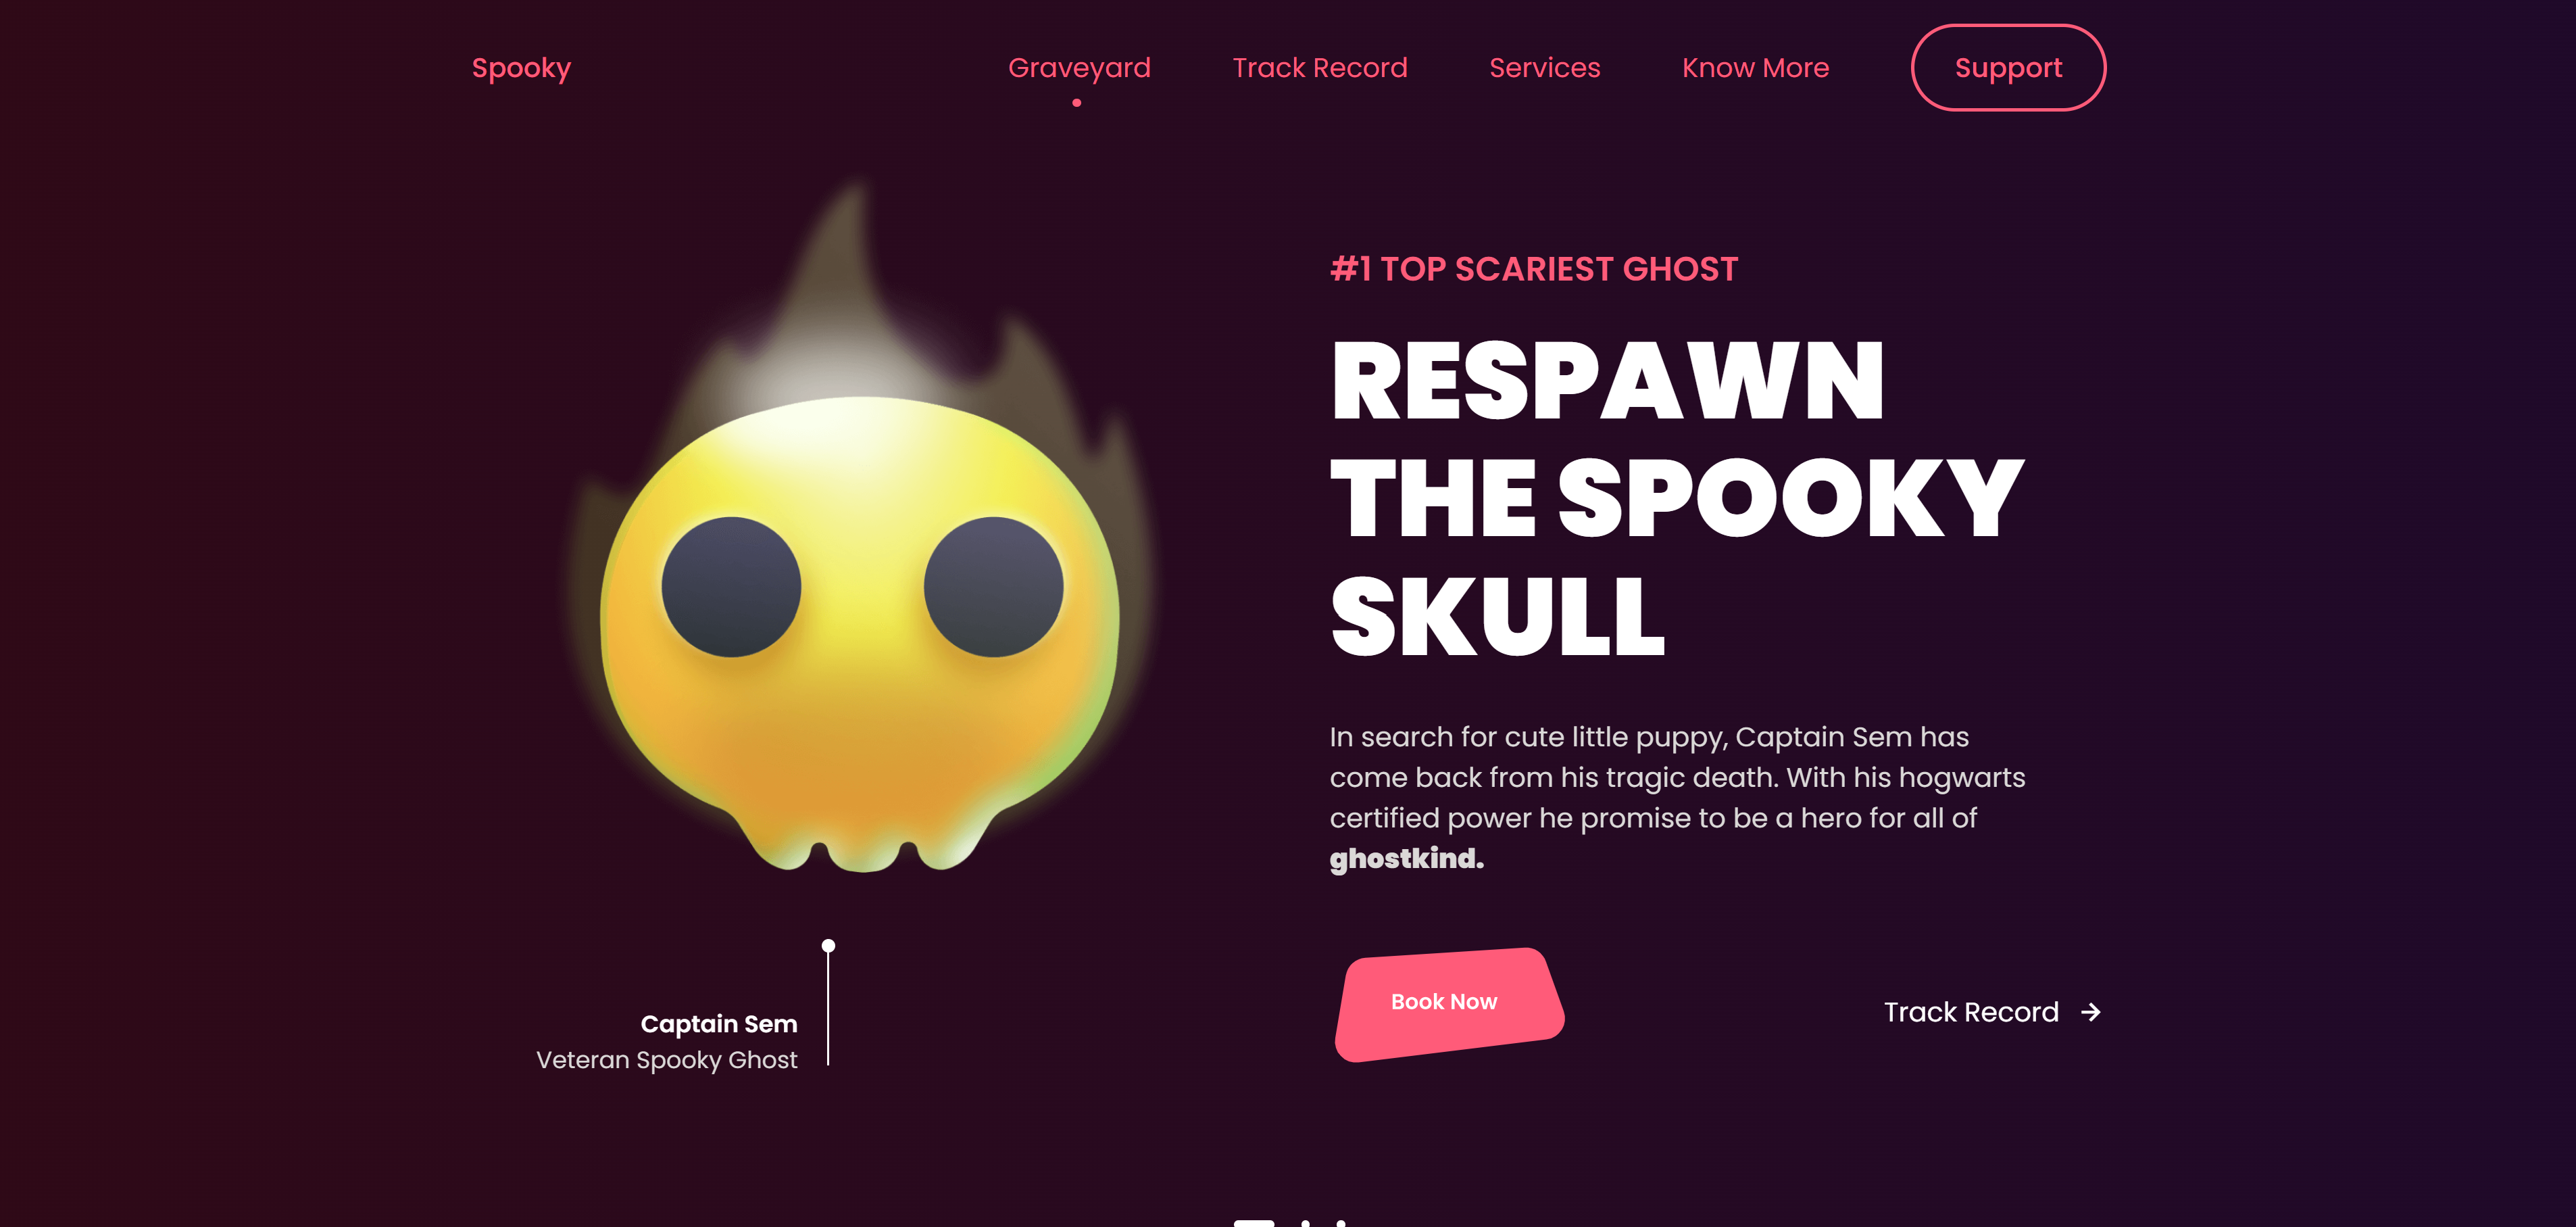 Spooky
Graveyard
Track Record
Services
Know More
Support
#1 TOP SCARIEST GHOST
RESPAWN
THE SPOOKY
SKULL
In search for cute little puppy, Captain Sem has
come back from his tragic death. With his hogwarts
certified power he promise to be a hero for all of
ghostkind.
Book Now
Track Record →
Captain Sem
Veteran Spooky Ghost